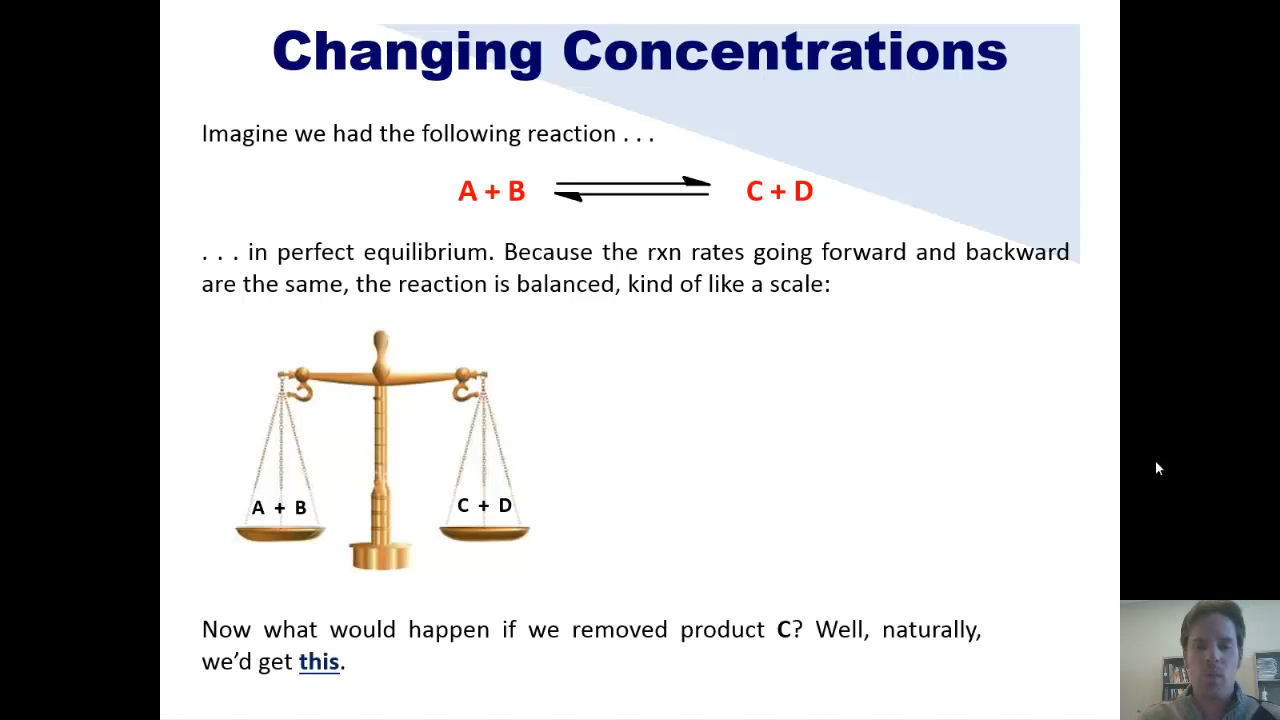 Changing Concentrations
Imagine we had the following reaction . . .
A + B C + D
. . . in perfect equilibrium. Because the rxn rates going forward and backward
are the same, the reaction is balanced, kind of like a scale:
A + B C + D
Now what would happen if we removed product C? Well, naturally,
we’d get this.